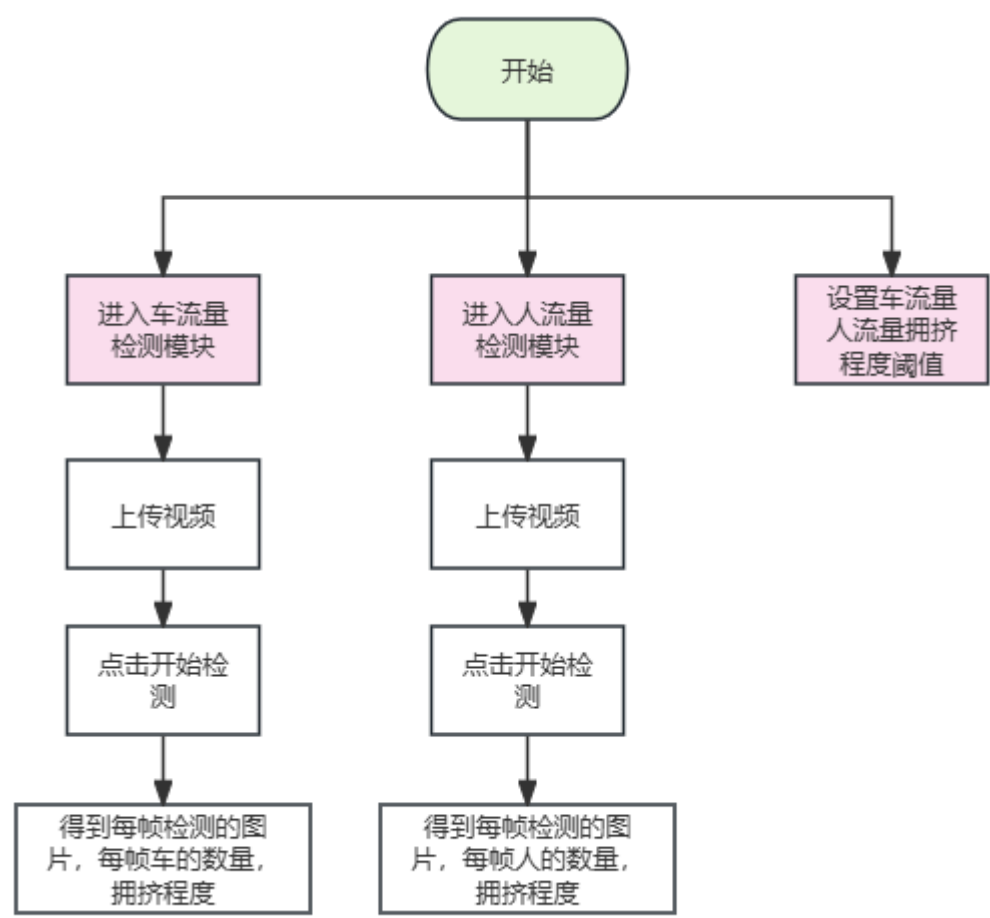 开始
进入车流量
检测模块
进入人流量
检测模块
设置车流量
人流量拥挤
程度阈值
上传视频
上传视频
点击开始检
测
点击开始检
测
得到每帧检测的图
片，每帧车的数量，
拥挤程度
得到每帧检测的图
片，每帧人的数量，
拥挤程度